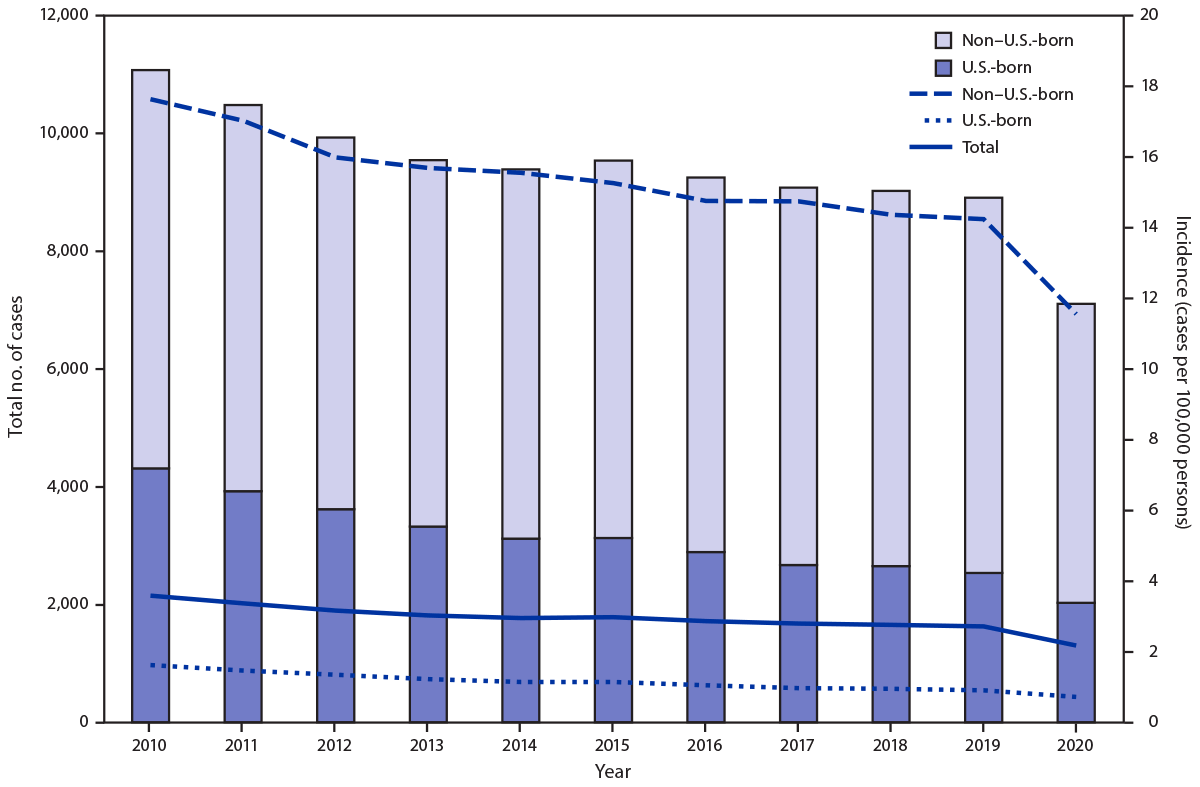 12,000
10,000
8,000
6,000
4,000
2,000
0
Total no. of cases
20
18
16
14
12
10
8
6
4
2
0
Incidence (cases per 100,000 persons)
Non–U.S.-born
U.S.-born
Non–U.S.-born
U.S.-born
Total
2010 2011 2012 2013 2014 2015 2016 2017 2018 2019 2020
Year